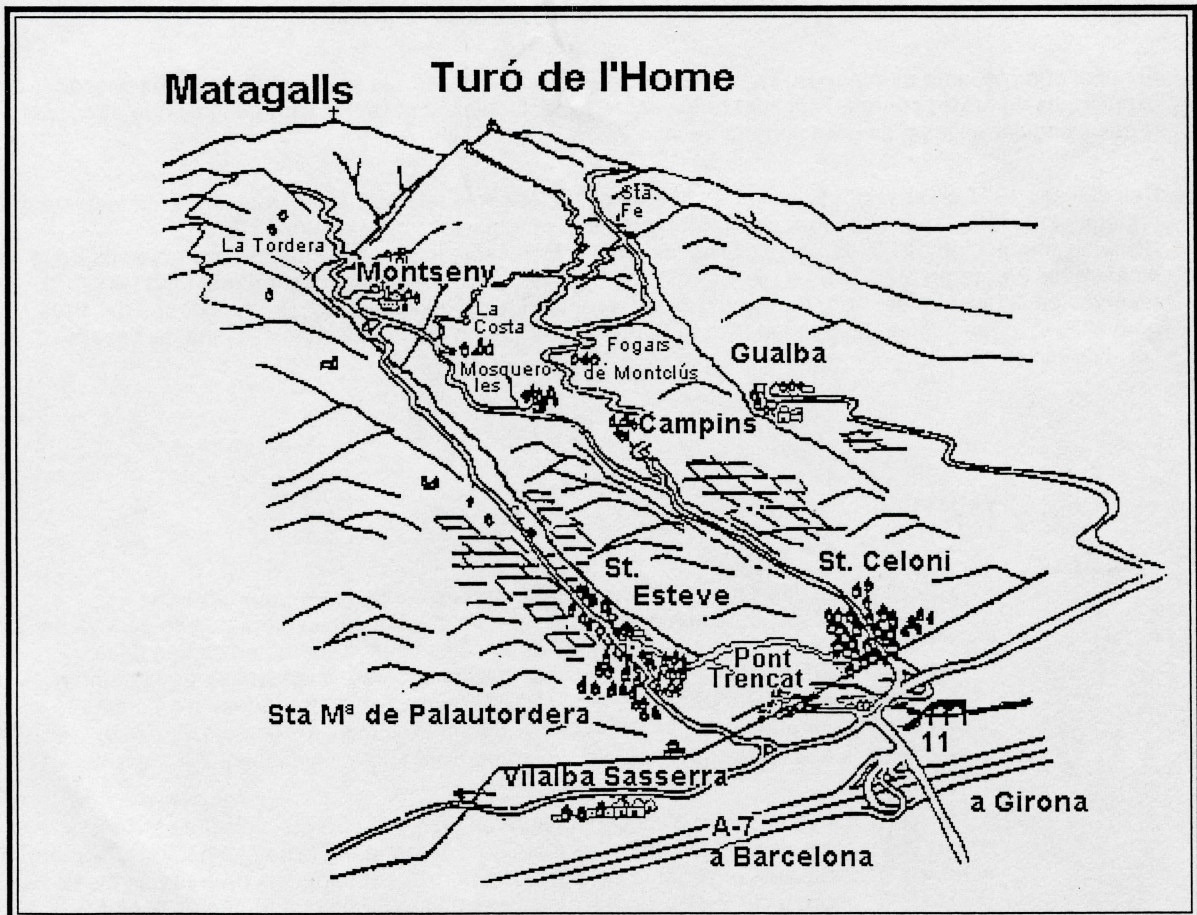 Matagalls
Turó de l'Home
Sta.
Fe
La Tordera
Montseny
La
Costa
Mosquero-
les
Fogars
de Montclús
Gualba
Campins
St. Celoni
St.
Esteve
Pont
Trencat
Sta Mª de Palautordera
11
Vilalba Sasserra
a Girona
A-7
a Barcelona